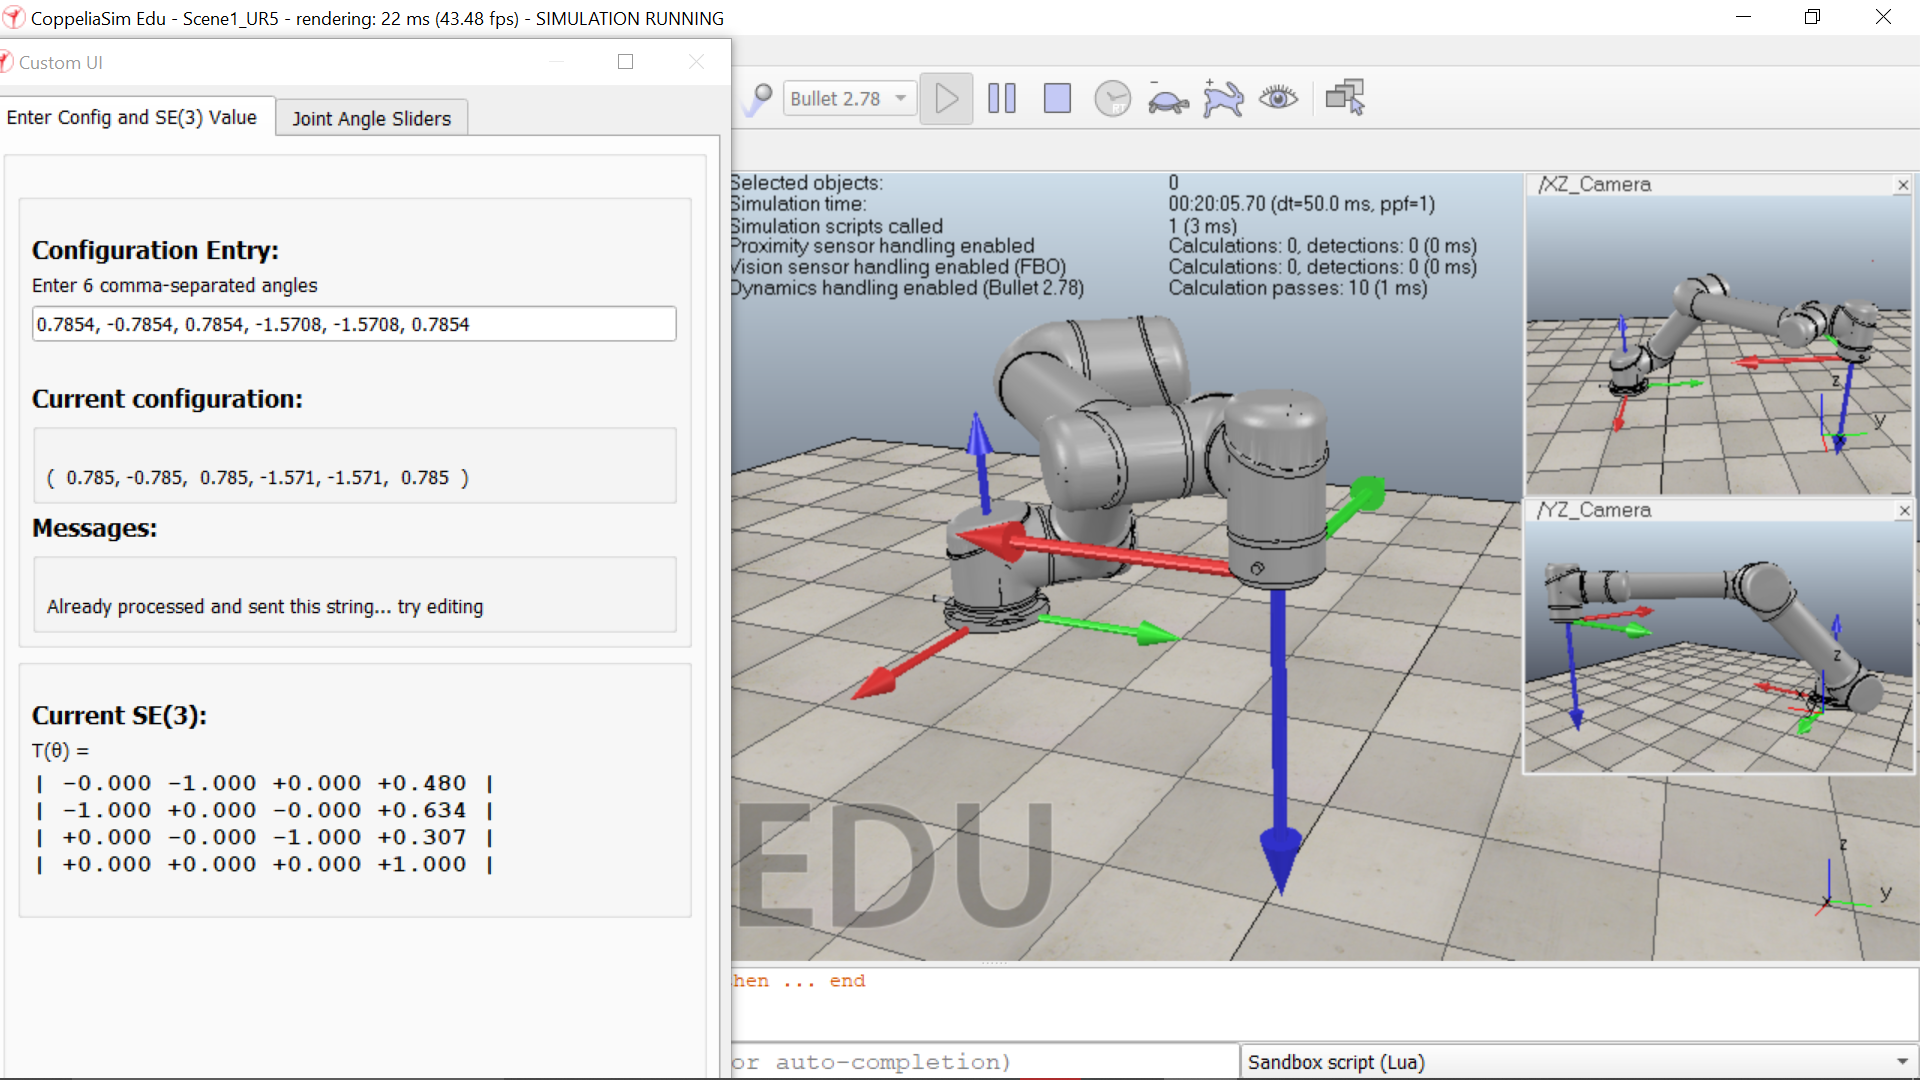 CoppeliaSim Edu - Scene1_UR5 - rendering: 22 ms (43.48 fps) - SIMULATION RUNNING
Custom UI
Enter Config and SE(3) Value
Joint Angle Sliders
Bullet 2.78
RT
Configuration Entry:
Enter 6 comma-separated angles
0.7854, -0.7854, 0.7854, -1.5708, -1.5708, 0.7854
Current configuration:
( 0.785, -0.785, 0.785, -1.571, -1.571, 0.785 )
Messages:
Already processed and sent this string... try editing
Current SE(3):
T(θ) =
| -0.000 -1.000 +0.000 +0.480 |
| -1.000 +0.000 -0.000 +0.634 |
| +0.000 -0.000 -1.000 +0.307 |
| +0.000 +0.000 +0.000 +1.000 |
Selected objects: 0
Simulation time: 00:20:05.70 (dt=50.0 ms, ppf=1)
Simulation scripts called 1 (3 ms)
Proximity sensor handling enabled Calculations: 0, detections: 0 (0 ms)
Vision sensor handling enabled (FBO) Calculations: 0, detections: 0 (0 ms)
Dynamics handling enabled (Bullet 2.78) Calculation passes: 10 (1 ms)
/XZ_Camera
z
y
/YZ_Camera
z
z
x
y
EDU
hen ... end
or auto-completion)
Sandbox script (Lua)